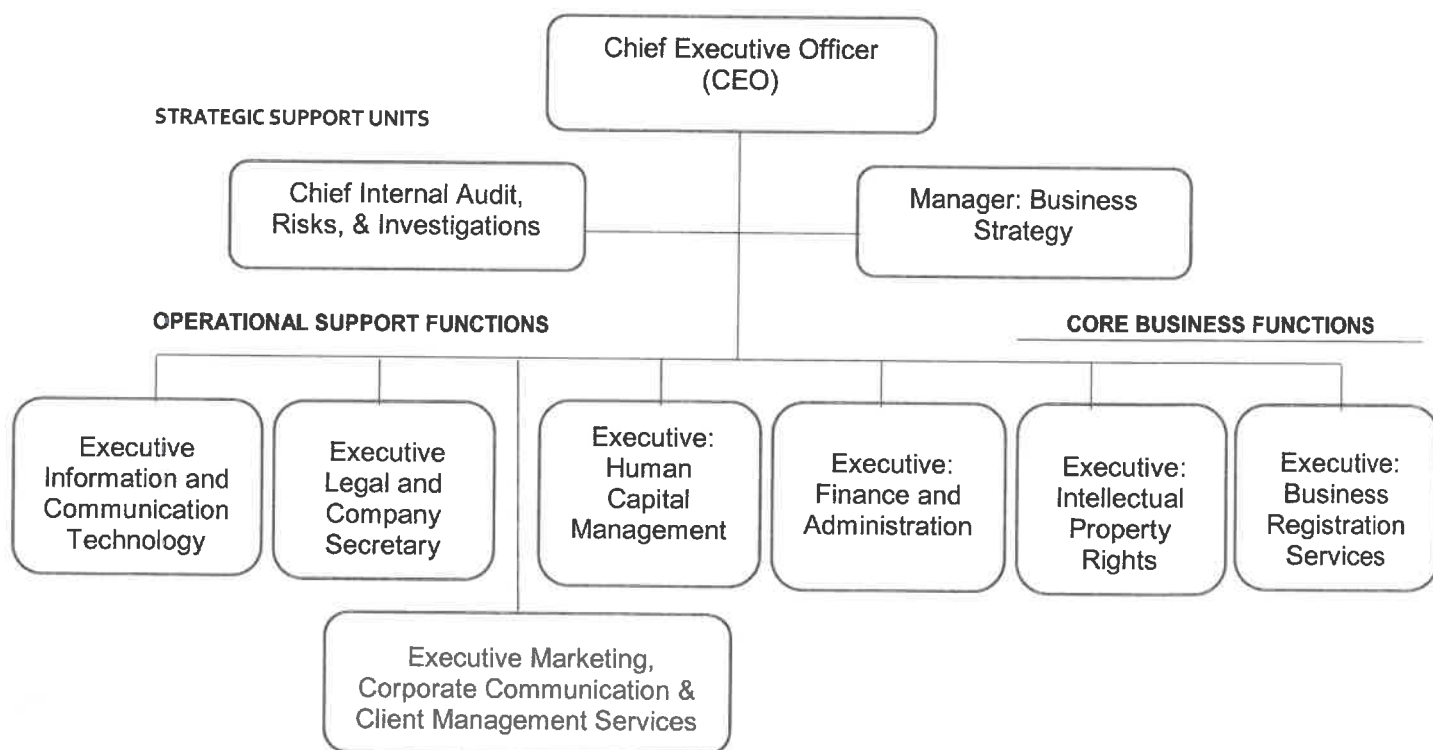 Chief Executive Officer
(CEO)
STRATEGIC SUPPORT UNITS
Chief Internal Audit,
Risks, & Investigations
Manager: Business
Strategy
OPERATIONAL SUPPORT FUNCTIONS
CORE BUSINESS FUNCTIONS
Executive
Information and
Communication
Technology
Executive
Legal and
Company
Secretary
Executive:
Human
Capital
Management
Executive:
Finance and
Administration
Executive:
Intellectual
Property
Rights
Executive:
Business
Registration
Services
Executive Marketing,
Corporate Communication &
Client Management Services